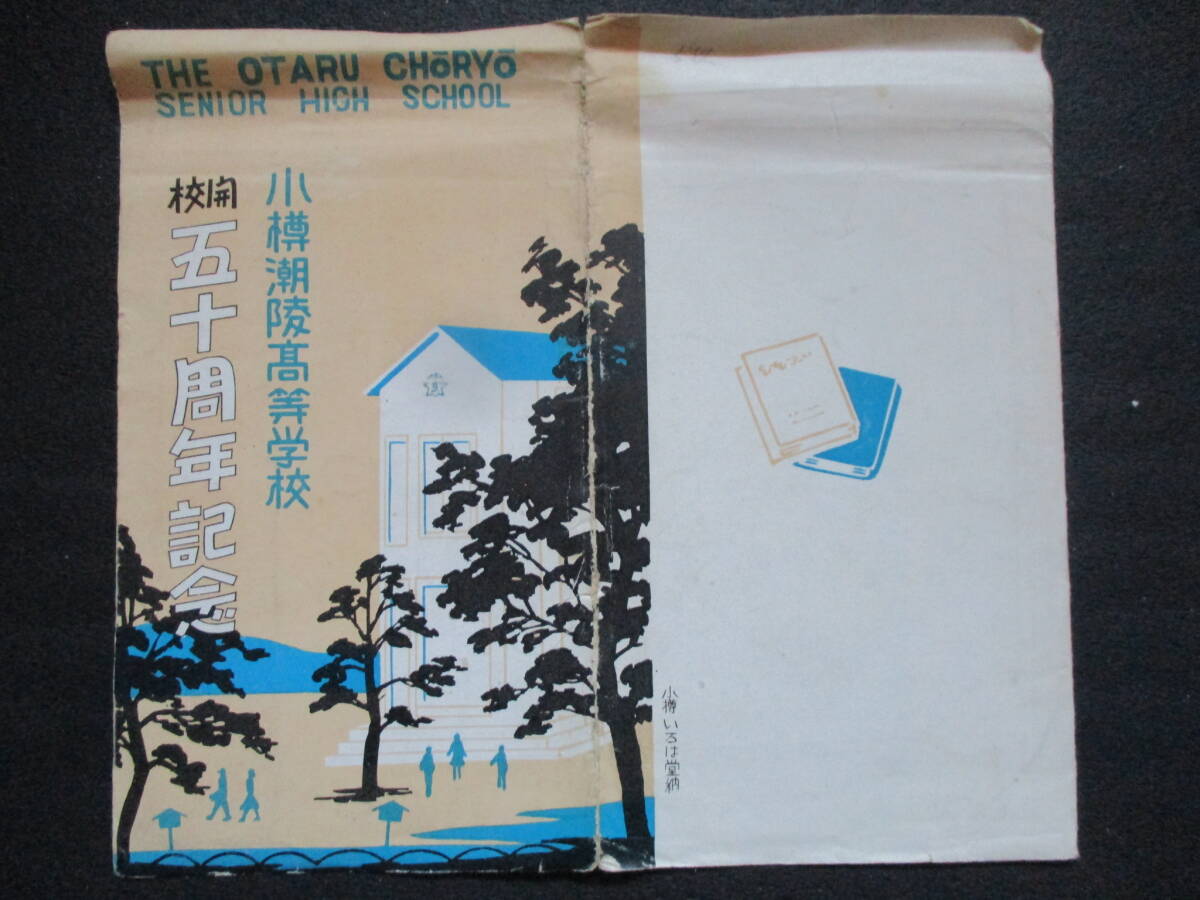 THE OTARU CHōRYō
SENIOR HIGH SCHOOL
小樽潮陵高等学校
開校
五十周年記念
小樽いろは堂納